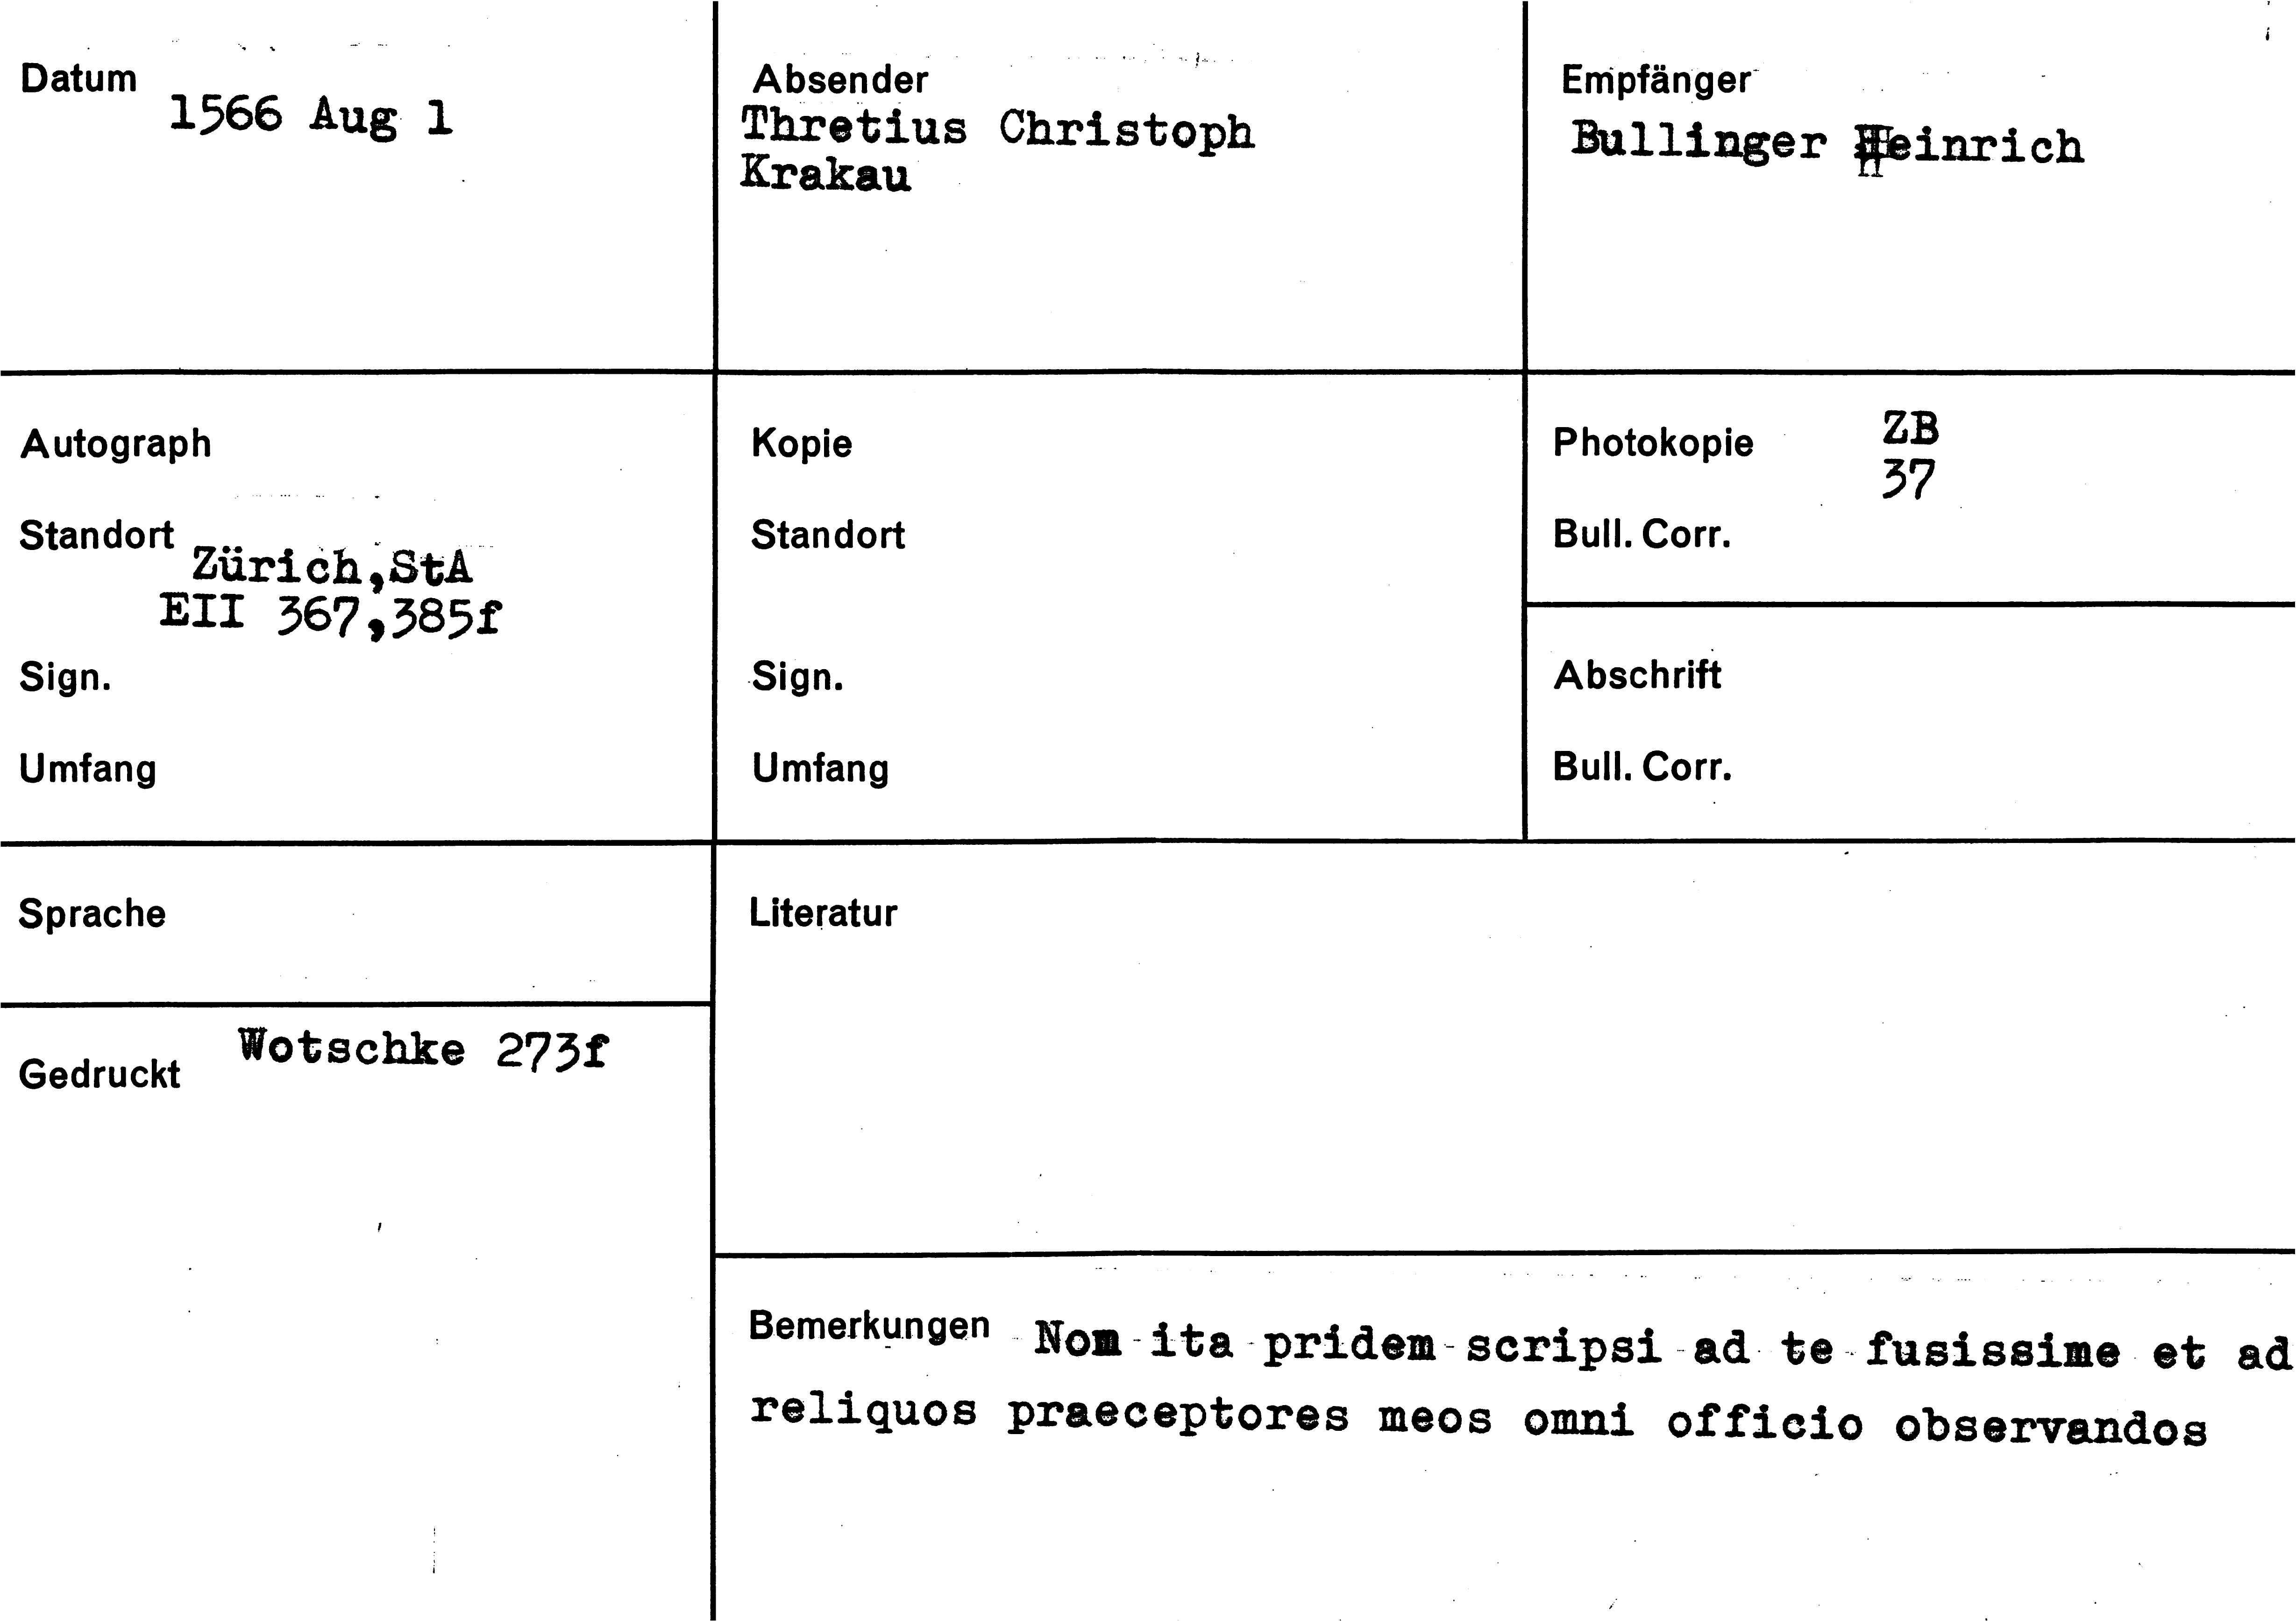 Datum
1566 Aug 1
Absender
Thretius Christoph
Krakau
Empfänger
Bullinger Heinrich
Autograph
Standort
Zürich,StA
EII 367,385f
Sign.
Umfang
Kopie
Standort
Sign.
Umfang
Photokopie
ZB
37
Bull. Corr.
Abschrift
Bull. Corr.
Sprache
Gedruckt
Wotschke 273f
Literatur
Bemerkungen Nom ita pridem scripsi ad te fusissime et ad
reliquos praeceptores meos omni officio observandos